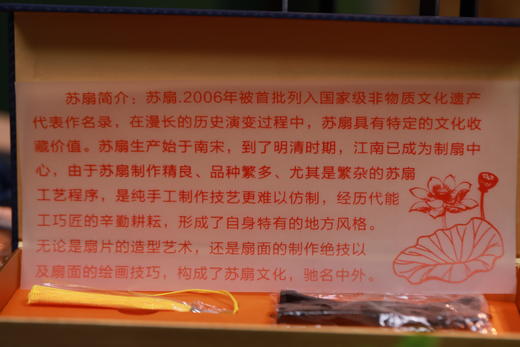 苏扇简介：苏扇.2006年被首批列入国家级非物质文化遗产
代表作名录，在漫长的历史演变过程中，苏扇具有特定的文化收
藏价值。苏扇生产始于南宋，到了明清时期，江南已成为制扇中
心，由于苏扇制作精良、品种繁多、尤其是繁杂的苏扇
工艺程序，是纯手工制作技艺更难以仿制，经历代能
工巧匠的辛勤耕耘，形成了自身特有的地方风格。
无论是扇片的造型艺术，还是扇面的制作绝技以
及扇面的绘画技巧，构成了苏扇文化，驰名中外。